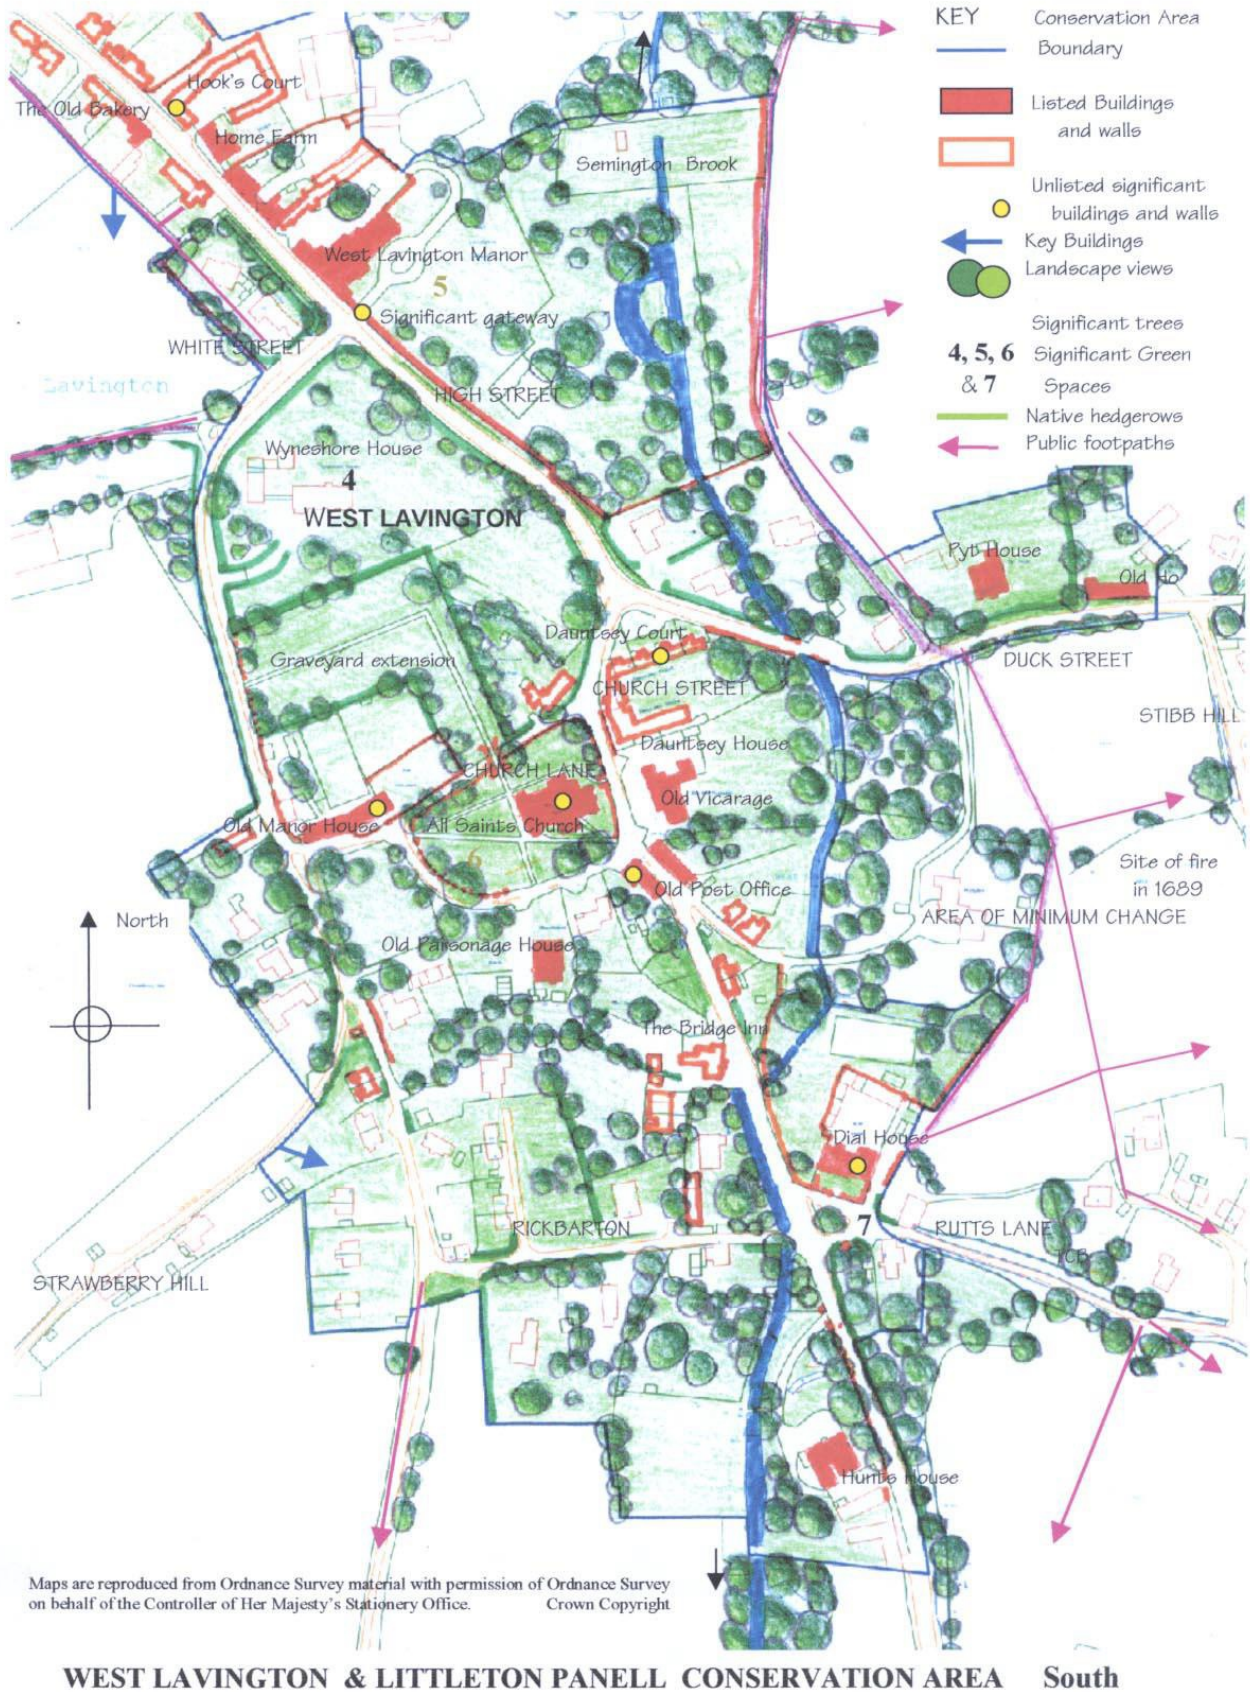 KEY Conservation Area
Boundary
Listed Buildings
and walls
Unlisted significant
buildings and walls
Key Buildings
Landscape views
Significant trees
4, 5, 6 Significant Green
& 7 Spaces
Native hedgerows
Public footpaths
Hook's Court
The Old Bakery
Home Farm
Semington Brook
West Lavington Manor
5
Significant gateway
WHITE STREET
Lavington
HIGH STREET
Wyneshore House
4
WEST LAVINGTON
Pyt House
Old Ho
Dauntsey Court
Graveyard extension
DUCK STREET
CHURCH STREET
STIBB HILL
Dauntsey House
CHURCH LANE
Old Vicarage
Old Manor House
All Saints Church
6
Site of fire
in 1689
Old Post Office
North
AREA OF MINIMUM CHANGE
Old Parsonage House
The Bridge Inn
Dial House
7
RICKBARTON
RUTTS LANE
TCB
STRAWBERRY HILL
Hunts House
Maps are reproduced from Ordnance Survey material with permission of Ordnance Survey
on behalf of the Controller of Her Majesty's Stationery Office. Crown Copyright
WEST LAVINGTON & LITTLETON PANELL CONSERVATION AREA South